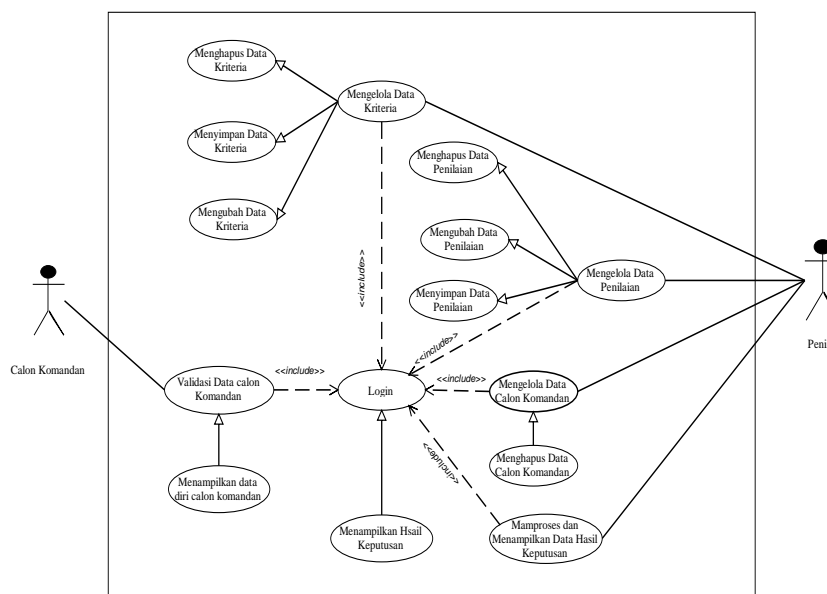 Menghapus Data
Kriteria
Mengelola Data
Kriteria
Menyimpan Data
Kriteria
Menghapus Data
Penilaian
Mengubah Data
Kriteria
Mengubah Data
Penilaian
<<include>>
Mengelola Data
Penilaian
Menyimpan Data
Penilaian
Peni
<<include>>
Calon Komandan
Validasi Data calon
Komandan
<<include>>
Login
<<include>>
Mengelola Data
Calon Komandan
<<include>>
Menghapus Data
Calon Komandan
Menampilkan data
diri calon komandan
Menampilkan Hsail
Keputusan
Mamproses dan
Menampilkan Data Hasil
Keputusan